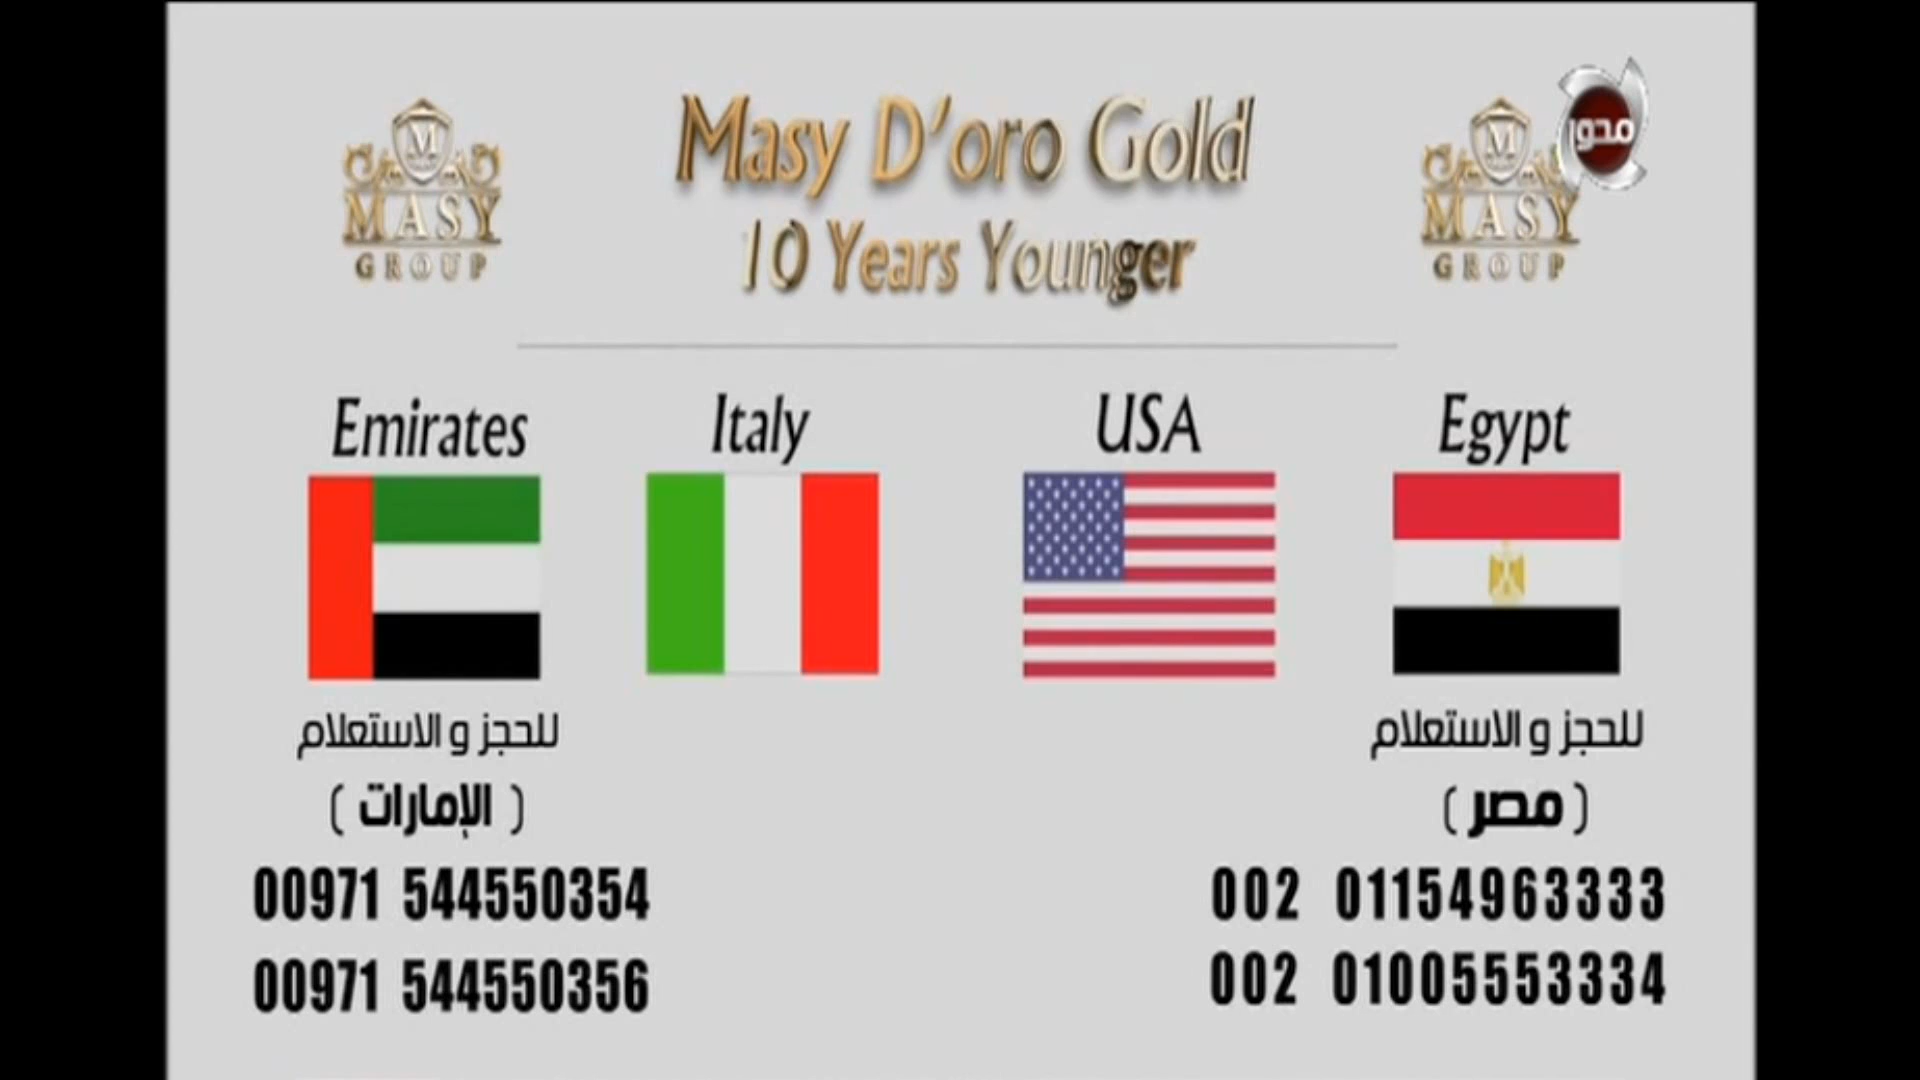 Masy D'oro Gold
10 Years Younger
M
MASY
GROUP
M
MASY
GROUP
محور
Emirates
Italy
USA
Egypt
للحجز و الاستعلام
( الإمارات )
00971 544550354
00971 544550356
للحجز و الاستعلام
( مصر )
002 01154963333
002 01005553334